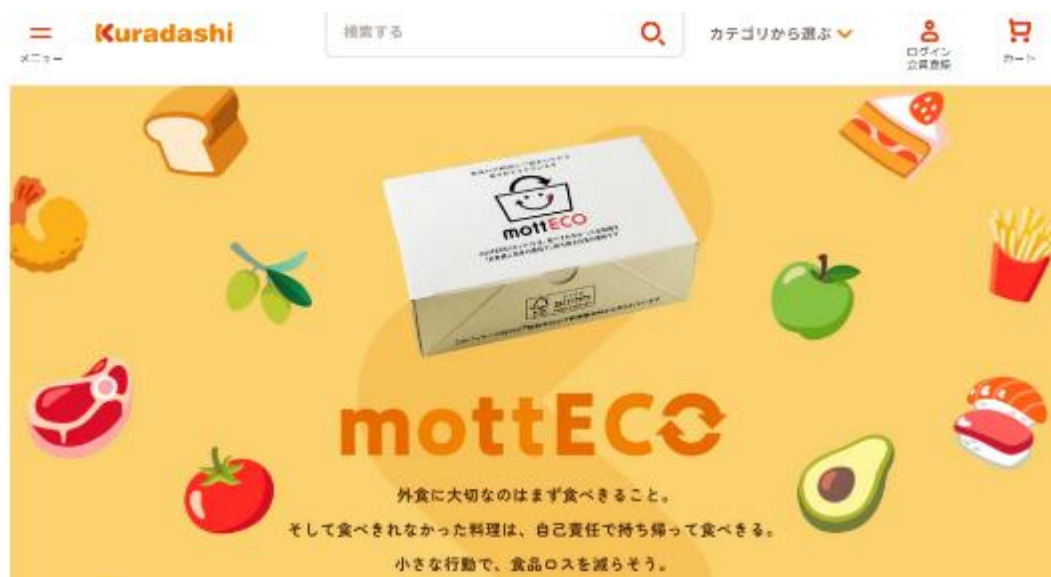 メニュー
Kuradashi
検索する
カテゴリから選ぶ
ログイン
会員登録
カート
mottECO
mottECO
外食に大切なのはまず食べきること。
そして食べきれなかった料理は、自己責任で持ち帰って食べきる。
小さな行動で、食品ロスを減らそう。